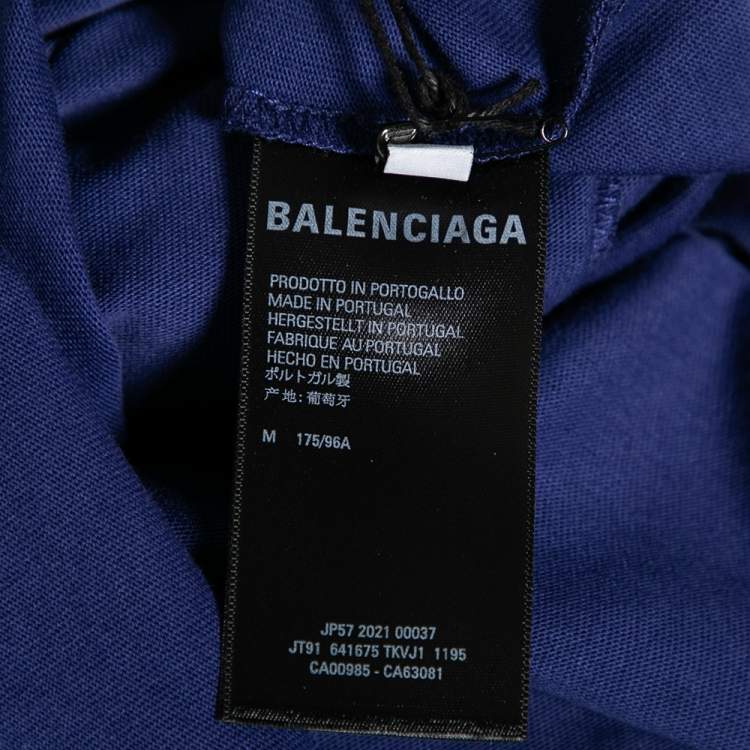 BALENCIAGA
PRODOTTO IN PORTOGALLO
MADE IN PORTUGAL
HERGESTELLT IN PORTUGAL
FABRIQUE AU PORTUGAL
HECHO EN PORTUGAL
ポルトガル製
产地: 葡萄牙
M 175/96A
JP57 2021 00037
JT91 641675 TKVJ1 1195
CA00985 - CA63081